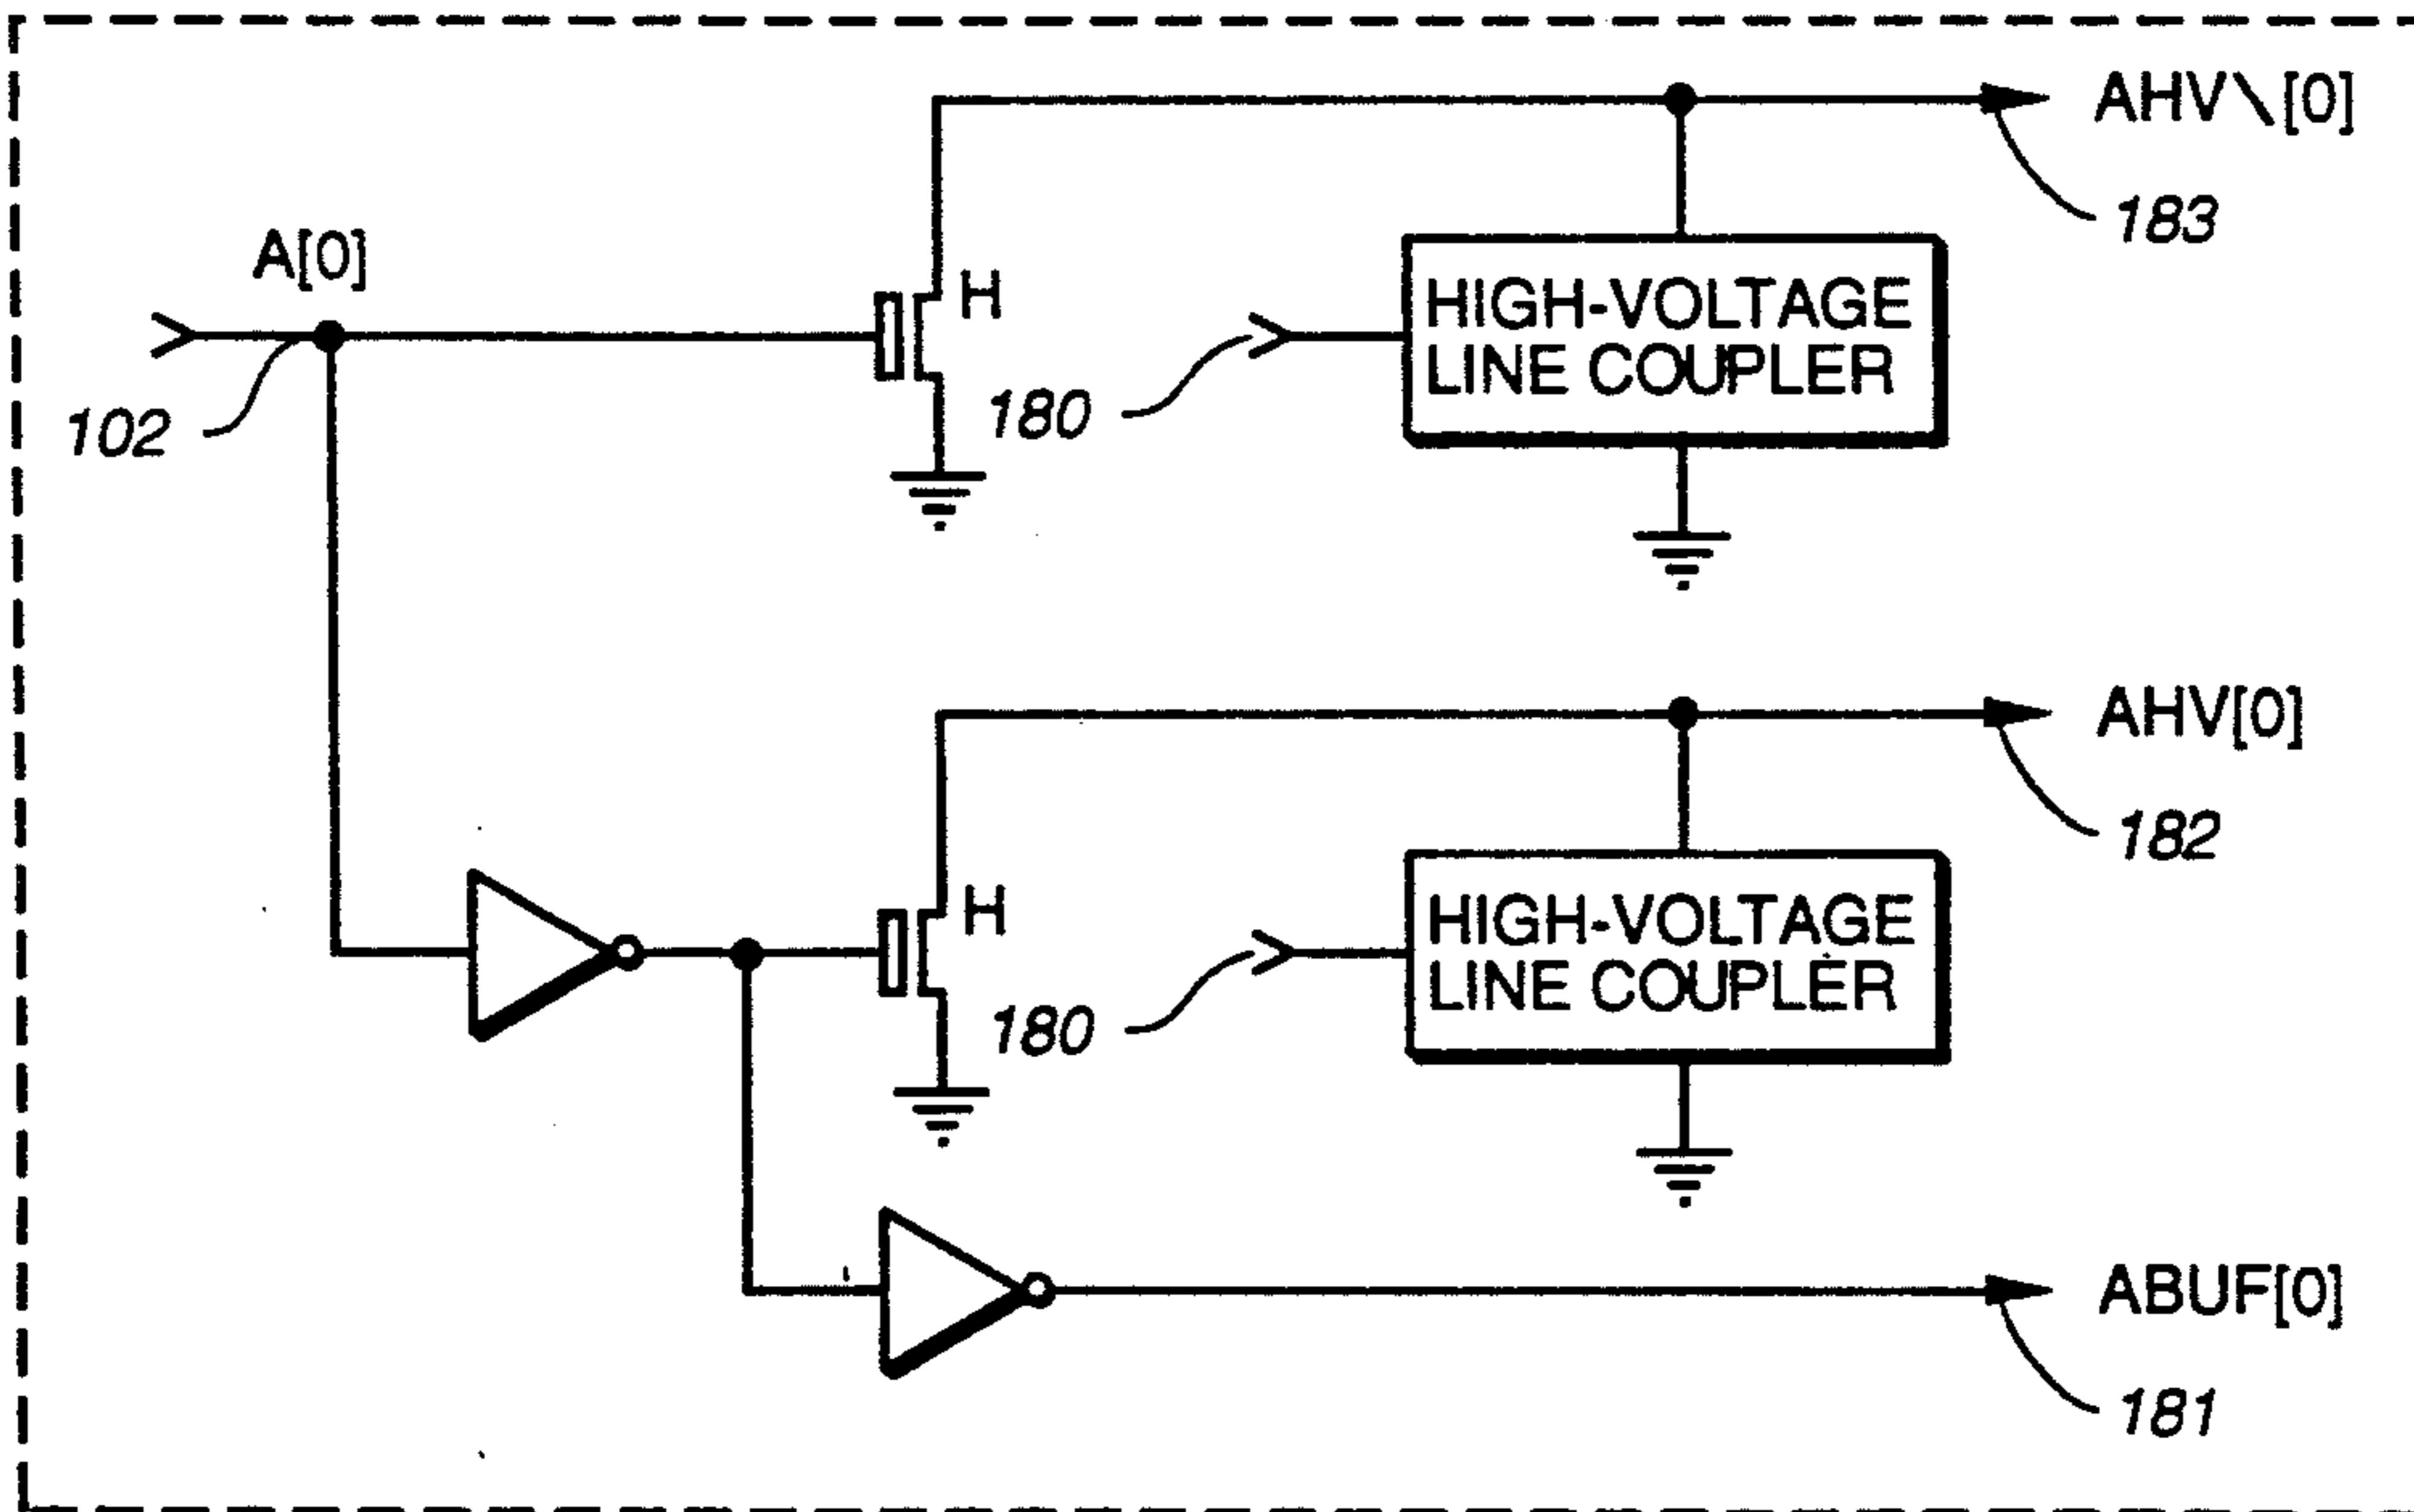 AHV\[0]
183
A[0]
H
HIGH-VOLTAGE
LINE COUPLER
102
180
AHV[0]
182
H
HIGH-VOLTAGE
LINE COUPLER
180
ABUF[0]
181